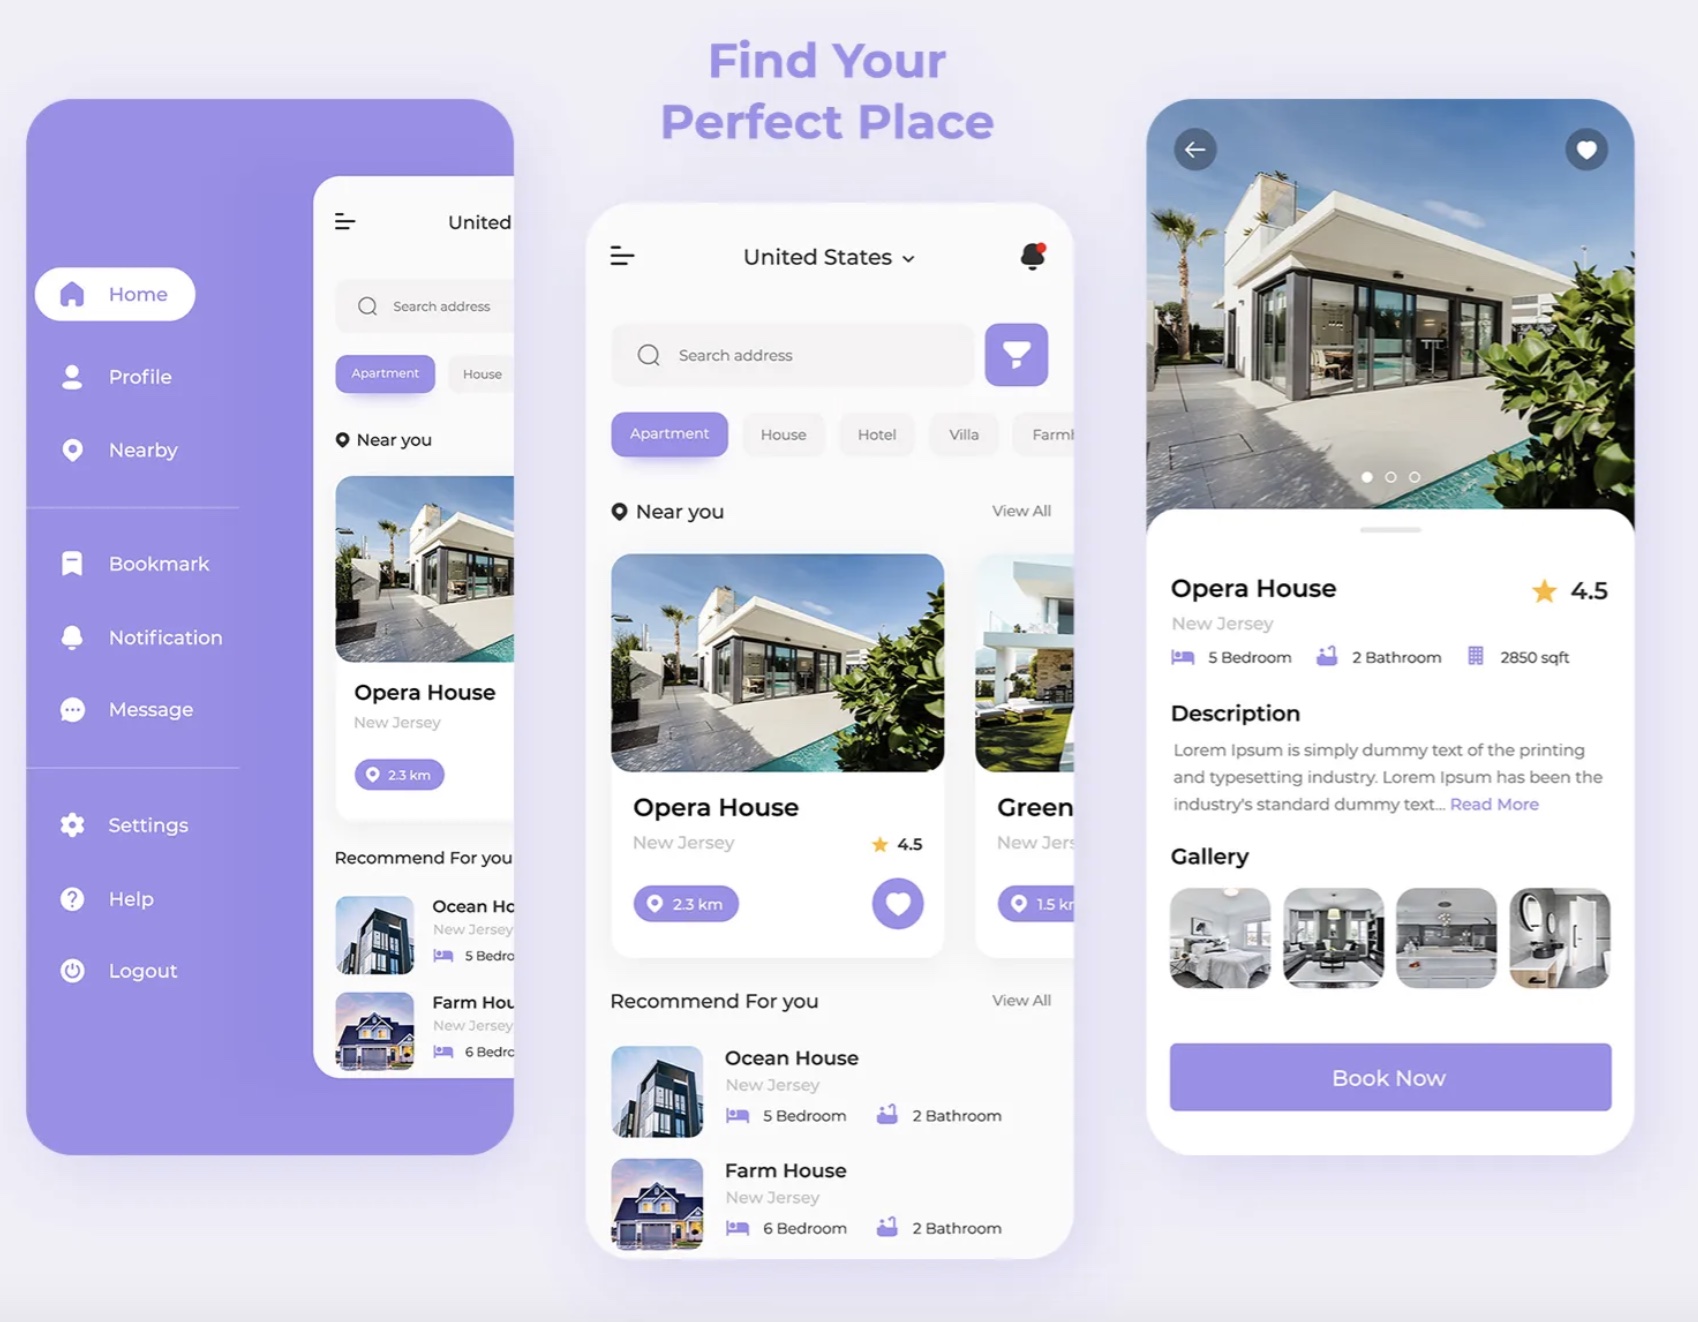 Find Your
Perfect Place
Home
Profile
Nearby
Bookmark
Notification
Message
Settings
Help
Logout
United
Search address
Apartment House
Near you
Opera House
New Jersey
2.3 km
Recommend For you
Ocean Ho
New Jersey
5 Bedro
Farm Hou
New Jersey
6 Bedro
United States
Search address
Apartment House Hotel Villa Farmh
Near you View All
Opera House
New Jersey 4.5
2.3 km
Green
New Jers
1.5 km
Recommend For you View All
Ocean House
New Jersey
5 Bedroom 2 Bathroom
Farm House
New Jersey
6 Bedroom 2 Bathroom
Opera House 4.5
New Jersey
5 Bedroom 2 Bathroom 2850 sqft
Description
Lorem Ipsum is simply dummy text of the printing
and typesetting industry. Lorem Ipsum has been the
industry's standard dummy text... Read More
Gallery
Book Now